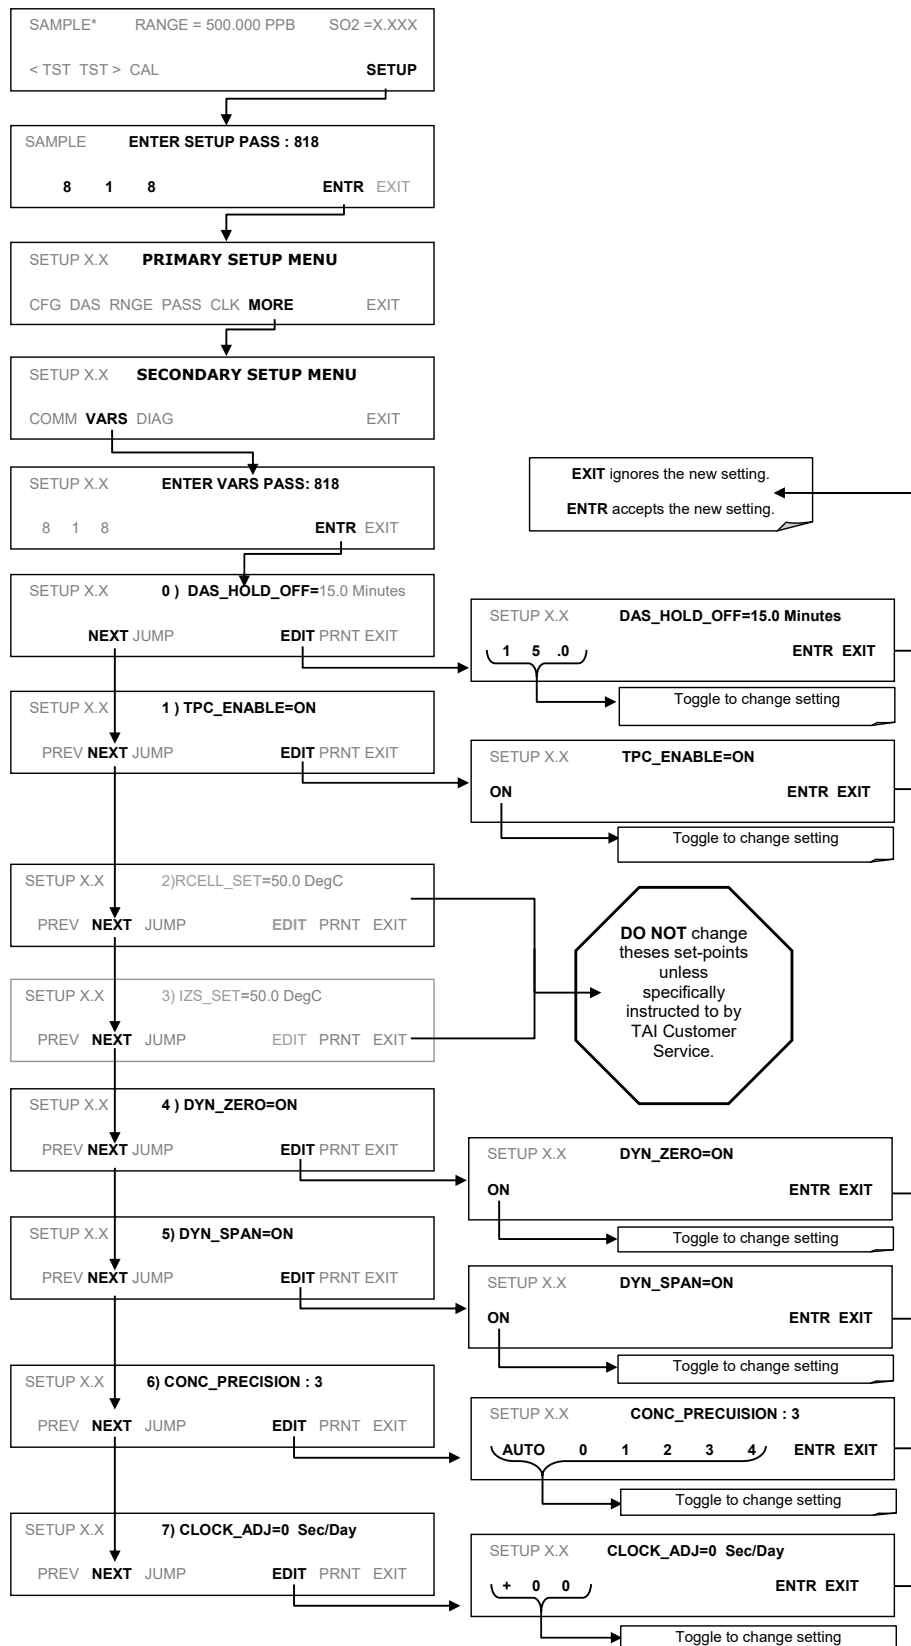 SAMPLE* RANGE = 500.000 PPB SO2 =X.XXX
< TST TST > CAL SETUP
SAMPLE ENTER SETUP PASS : 818
8 1 8 ENTR EXIT
SETUP X.X PRIMARY SETUP MENU
CFG DAS RNGE PASS CLK MORE EXIT
SETUP X.X SECONDARY SETUP MENU
COMM VARS DIAG EXIT
SETUP X.X ENTER VARS PASS: 818
8 1 8 ENTR EXIT
EXIT ignores the new setting.
ENTR accepts the new setting.
SETUP X.X 0 ) DAS_HOLD_OFF=15.0 Minutes
NEXT JUMP EDIT PRNT EXIT
SETUP X.X DAS_HOLD_OFF=15.0 Minutes
1 5 .0 ENTR EXIT
Toggle to change setting
SETUP X.X 1 ) TPC_ENABLE=ON
PREV NEXT JUMP EDIT PRNT EXIT
SETUP X.X TPC_ENABLE=ON
ON ENTR EXIT
Toggle to change setting
SETUP X.X 2)RCELL_SET=50.0 DegC
PREV NEXT JUMP EDIT PRNT EXIT
SETUP X.X 3) IZS_SET=50.0 DegC
PREV NEXT JUMP EDIT PRNT EXIT
DO NOT change
theses set-points
unless
specifically
instructed to by
TAI Customer
Service.
SETUP X.X 4 ) DYN_ZERO=ON
PREV NEXT JUMP EDIT PRNT EXIT
SETUP X.X DYN_ZERO=ON
ON ENTR EXIT
Toggle to change setting
SETUP X.X 5) DYN_SPAN=ON
PREV NEXT JUMP EDIT PRNT EXIT
SETUP X.X DYN_SPAN=ON
ON ENTR EXIT
Toggle to change setting
SETUP X.X 6) CONC_PRECISION : 3
PREV NEXT JUMP EDIT PRNT EXIT
SETUP X.X CONC_PRECUISION : 3
AUTO 0 1 2 3 4 ENTR EXIT
Toggle to change setting
SETUP X.X 7) CLOCK_ADJ=0 Sec/Day
PREV NEXT JUMP EDIT PRNT EXIT
SETUP X.X CLOCK_ADJ=0 Sec/Day
+ 0 0 ENTR EXIT
Toggle to change setting